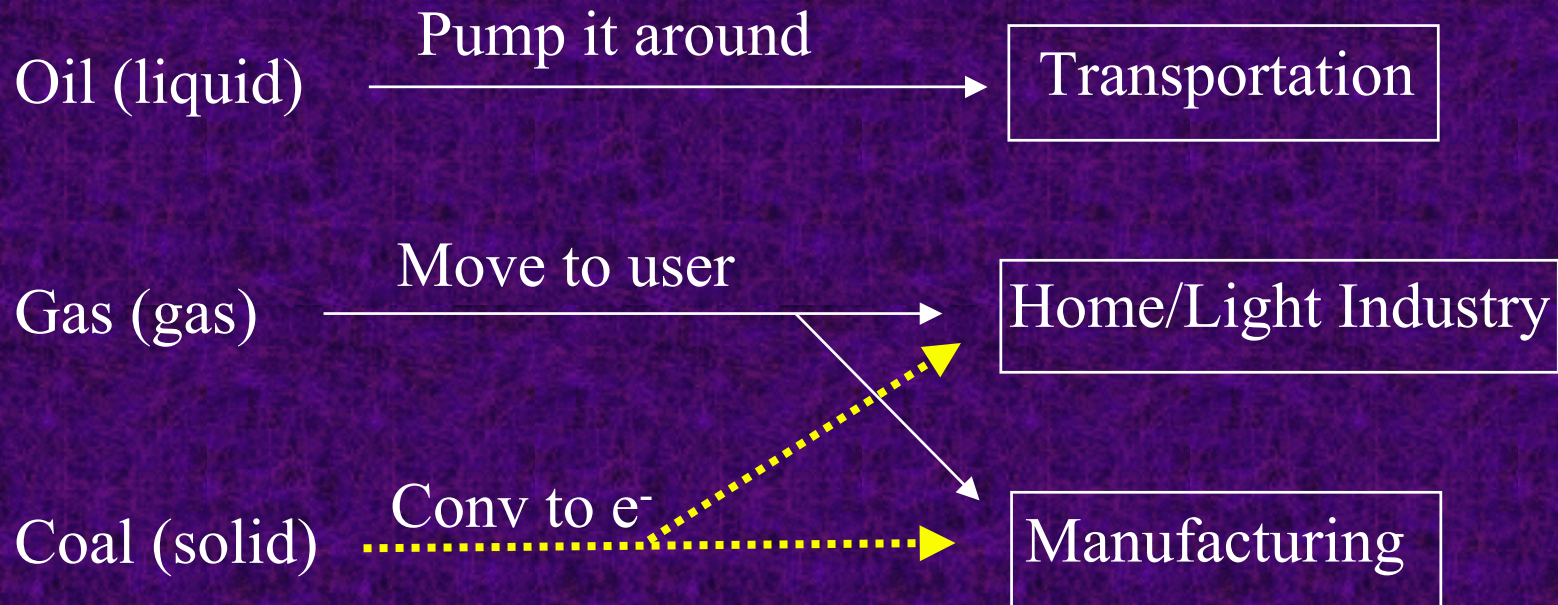 Pump it around
Oil (liquid)
Transportation
Move to user
Gas (gas)
Home/Light Industry
Conv to e-
Coal (solid)
Manufacturing